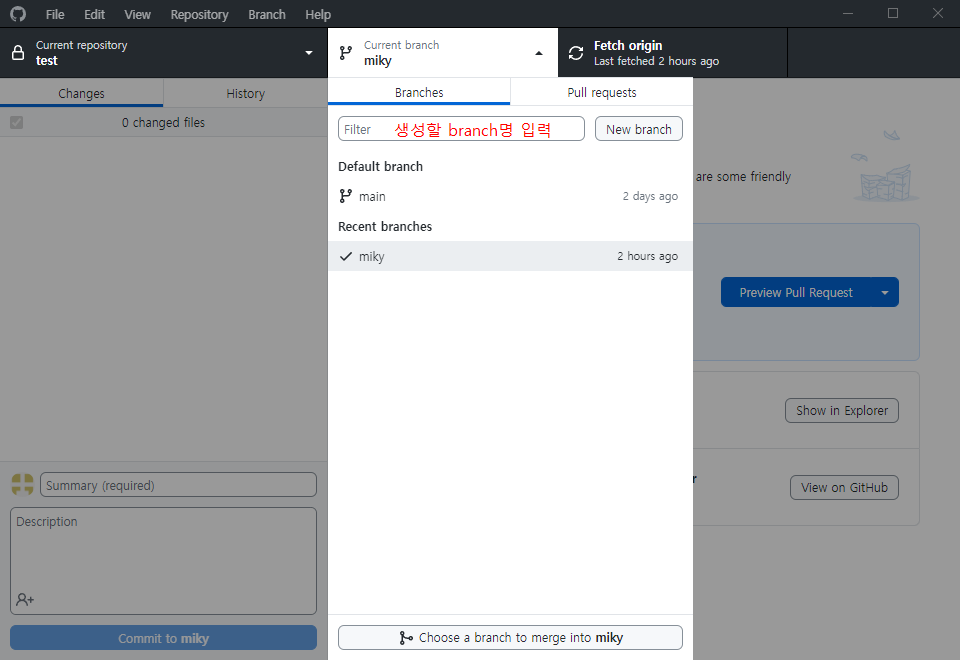 File Edit View Repository Branch Help
Current repository
test
Current branch
miky
Fetch origin
Last fetched 2 hours ago
Changes History
0 changed files
Branches Pull requests
Filter 생성할 branch명 입력 New branch
Default branch
main 2 days ago
Recent branches
miky 2 hours ago
are some friendly
Preview Pull Request
Show in Explorer
r
View on GitHub
Summary (required)
Description
Commit to miky
Choose a branch to merge into miky